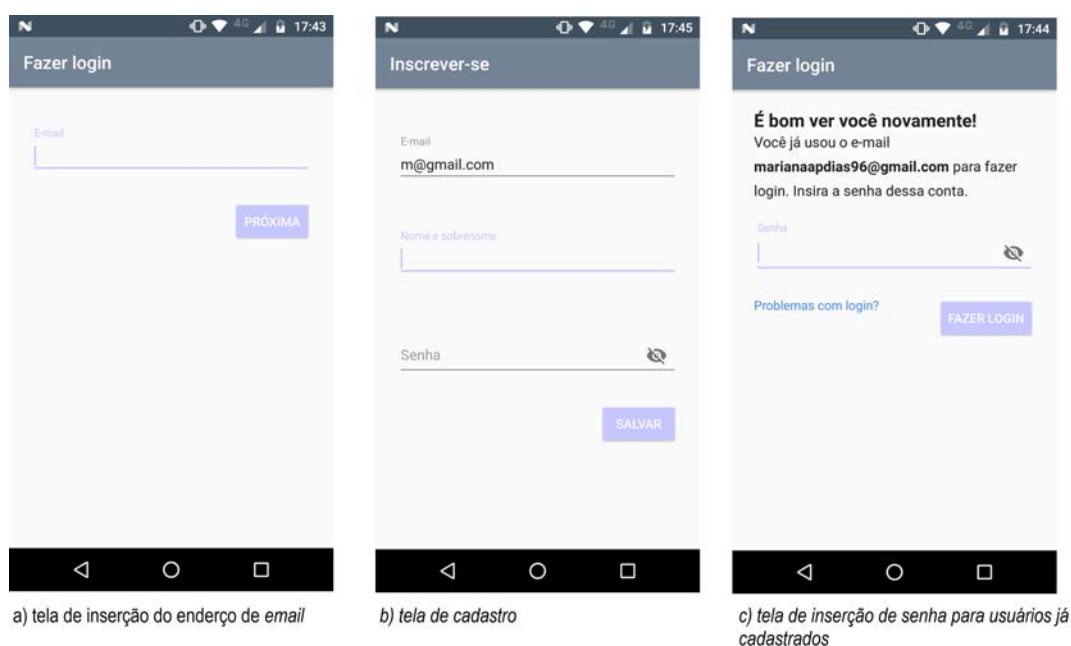 4G 17:43
Fazer login
E-mail
PRÓXIMA
a) tela de inserção do enderço de email
4G 17:45
Inscrever-se
E-mail
m@gmail.com
Nome e sobrenome
Senha
SALVAR
b) tela de cadastro
4G 17:44
Fazer login
É bom ver você novamente!
Você já usou o e-mail
marianaapdias96@gmail.com para fazer
login. Insira a senha dessa conta.
Senha
Problemas com login?
FAZER LOGIN
c) tela de inserção de senha para usuários já
cadastrados